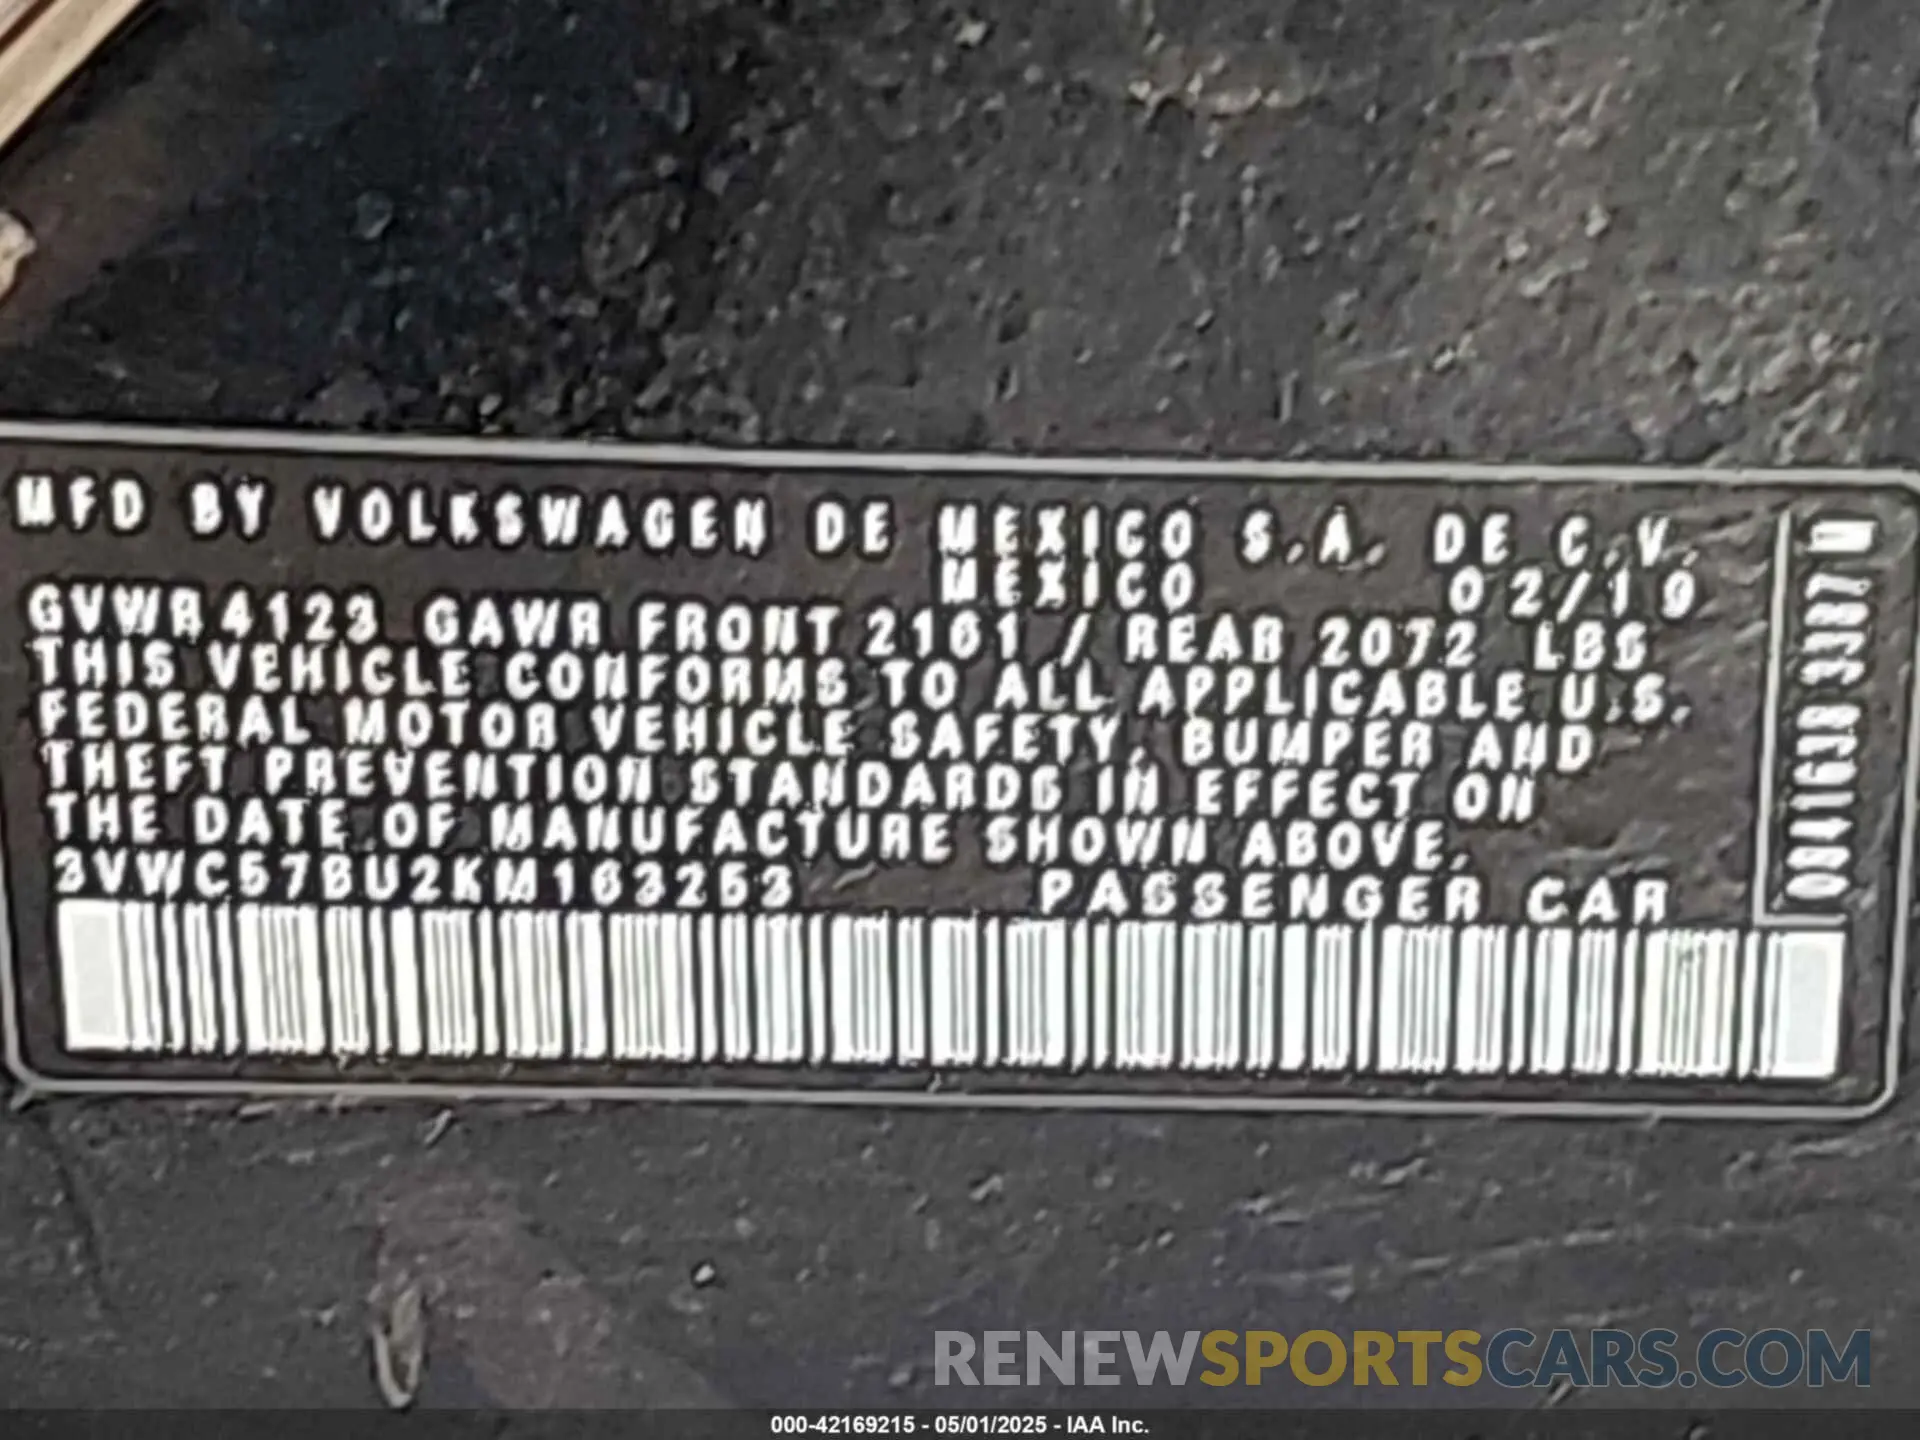 MFD BY VOLKSWAGEN DE MEXICO S.A. DE C.V.
MEXICO 02/19
GVWR 4123 GAWR FRONT 2161 / REAR 2072 LBS
THIS VEHICLE CONFORMS TO ALL APPLICABLE U.S.
FEDERAL MOTOR VEHICLE SAFETY, BUMPER AND
THEFT PREVENTION STANDARDS IN EFFECT ON
THE DATE OF MANUFACTURE SHOWN ABOVE.
3VWC57BU2KM163253 PASSENGER CAR
RENEWSPORTSCARS.COM
000-42169215 - 05/01/2025 - IAA Inc.